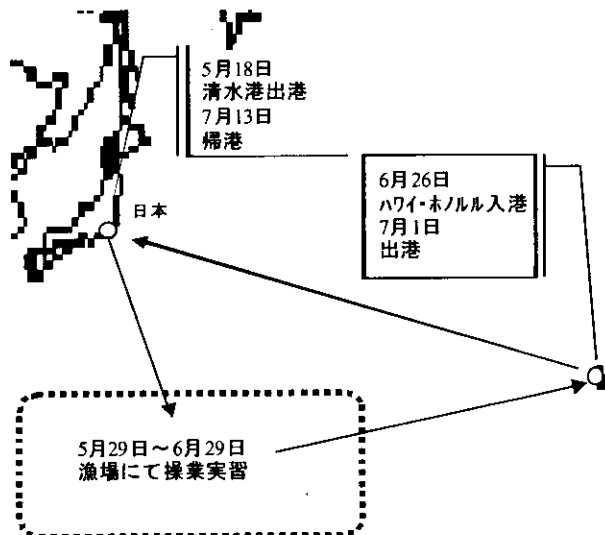 5月18日
清水港出港
7月13日
帰港
6月26日
ﾊﾜｲ・ﾎﾉﾙﾙ入港
7月1日
出港
日本
5月29日～6月29日
漁場にて操業実習